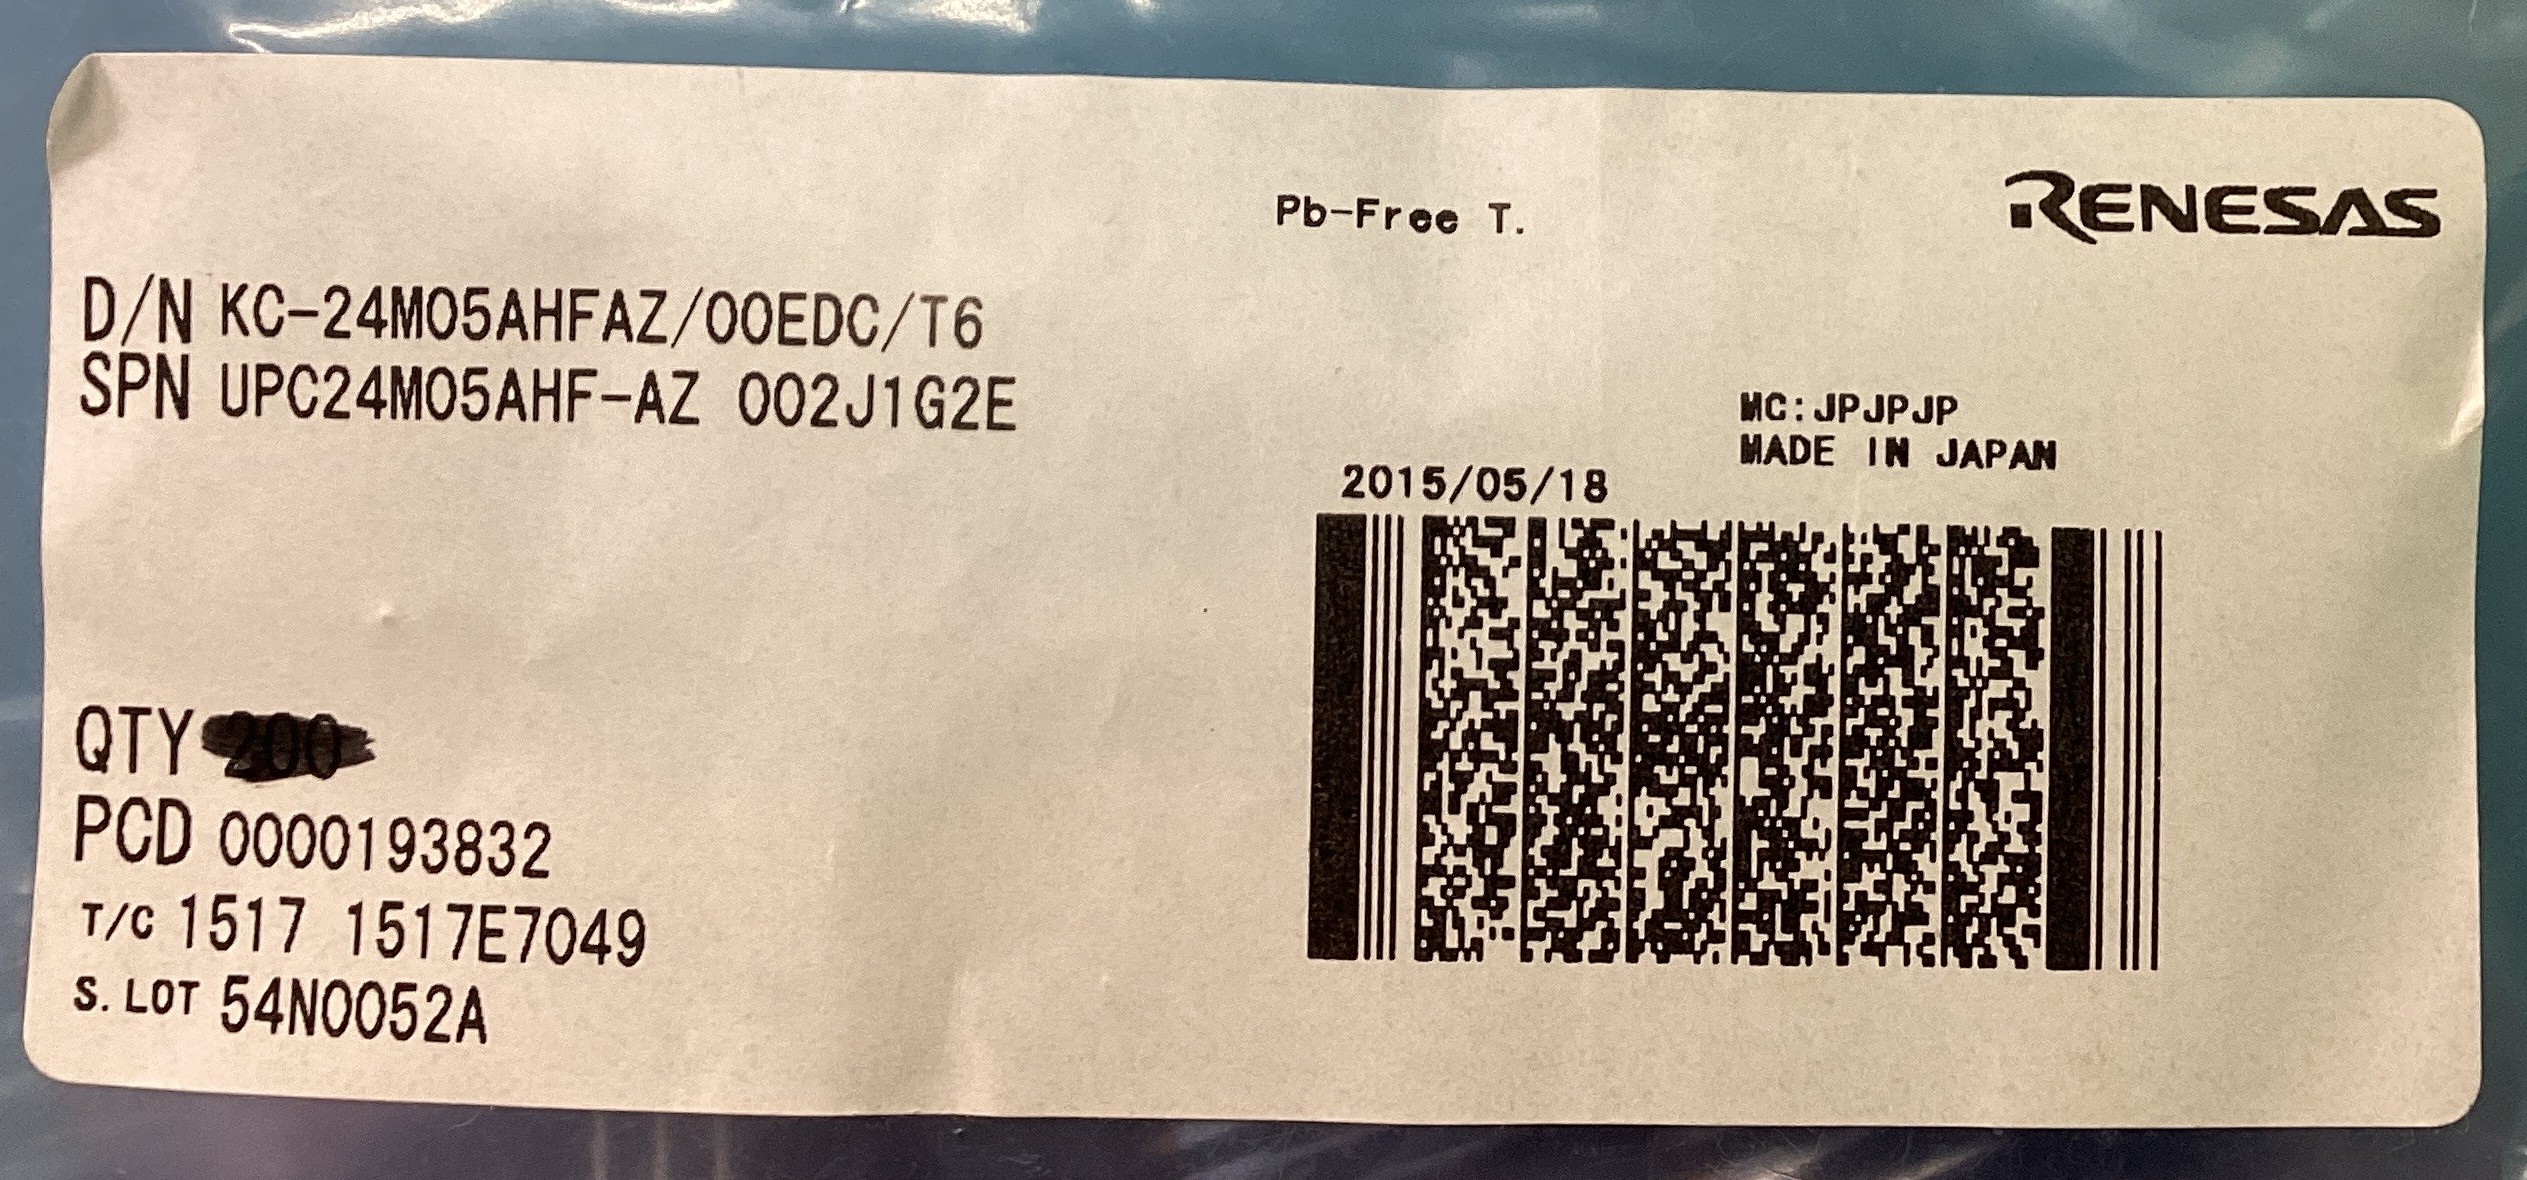 RENESAS
Pb-Free T.
D/N KC-24M05AHFAZ/00EDC/T6
SPN UPC24M05AHF-AZ 002J1G2E
MC:JPJPJP
MADE IN JAPAN
2015/05/18
QTY 200
PCD 0000193832
T/C 1517 1517E7049
S. LOT 54N0052A